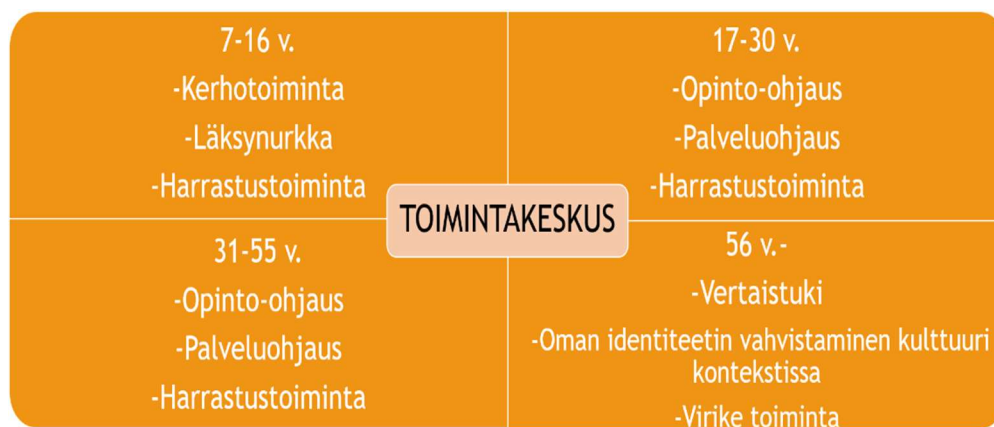 7-16 v.
-Kerhotoiminta
-Läksynurkka
-Harrastustoiminta
17-30 v.
-Opinto-ohjaus
-Palveluohjaus
-Harrastustoiminta
TOIMINTAKESKUS
31-55 v.
-Opinto-ohjaus
-Palveluohjaus
-Harrastustoiminta
56 v.-
-Vertaistuki
-Oman identiteetin vahvistaminen kulttuuri
kontekstissa
-Virike toiminta